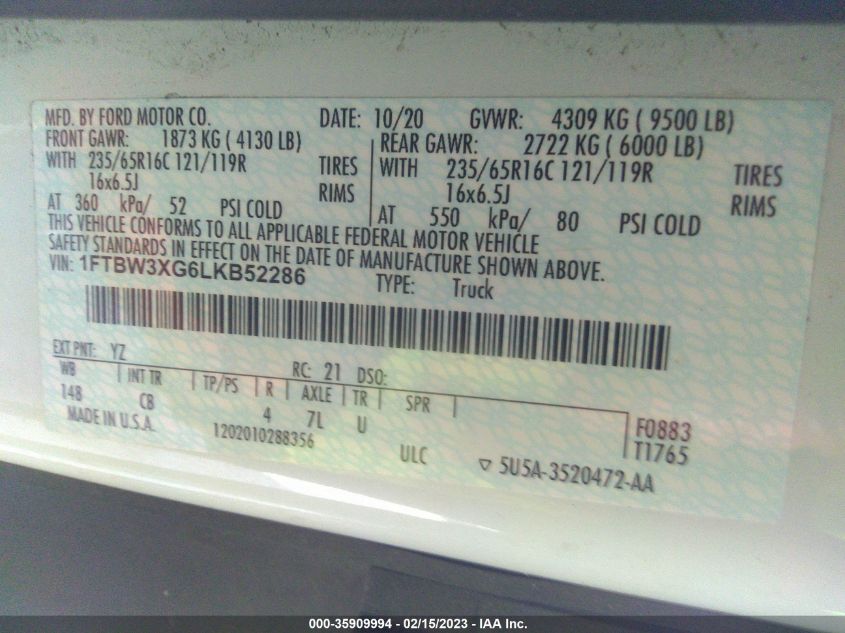 MFD. BY FORD MOTOR CO. DATE: 10/20 GVWR: 4309 KG ( 9500 LB)
FRONT GAWR: 1873 KG ( 4130 LB) REAR GAWR: 2722 KG ( 6000 LB)
WITH 235/65R16C 121/119R TIRES WITH 235/65R16C 121/119R TIRES
16x6.5J RIMS 16x6.5J RIMS
AT 360 kPa/ 52 PSI COLD AT 550 kPa/ 80 PSI COLD
THIS VEHICLE CONFORMS TO ALL APPLICABLE FEDERAL MOTOR VEHICLE
SAFETY STANDARDS IN EFFECT ON THE DATE OF MANUFACTURE SHOWN ABOVE.
VIN: 1FTBW3XG6LKB52286 TYPE: Truck
EXT PNT: YZ RC: 21 DSO:
WB INT TR TP/PS R AXLE TR SPR
148 CB 4 7L U F0883
MADE IN U.S.A. 1202010288356 ULC T1765
▽ 5U5A-3520472-AA
000-35909994 - 02/15/2023 - IAA Inc.